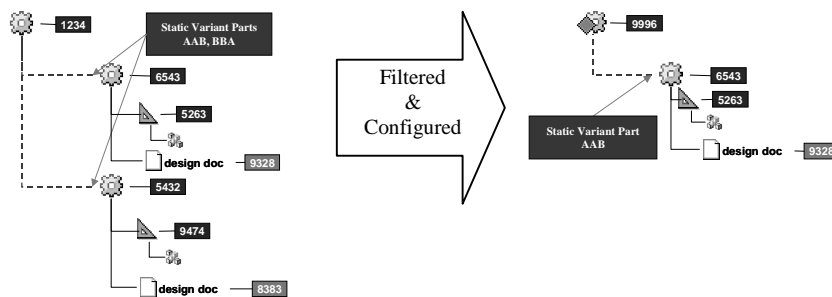 1234
Static Variant Parts
AAB, BBA
6543
5263
design doc
9328
5432
9474
design doc
8383
Filtered
&
Configured
9996
6543
5263
Static Variant Part
AAB
design doc
9328